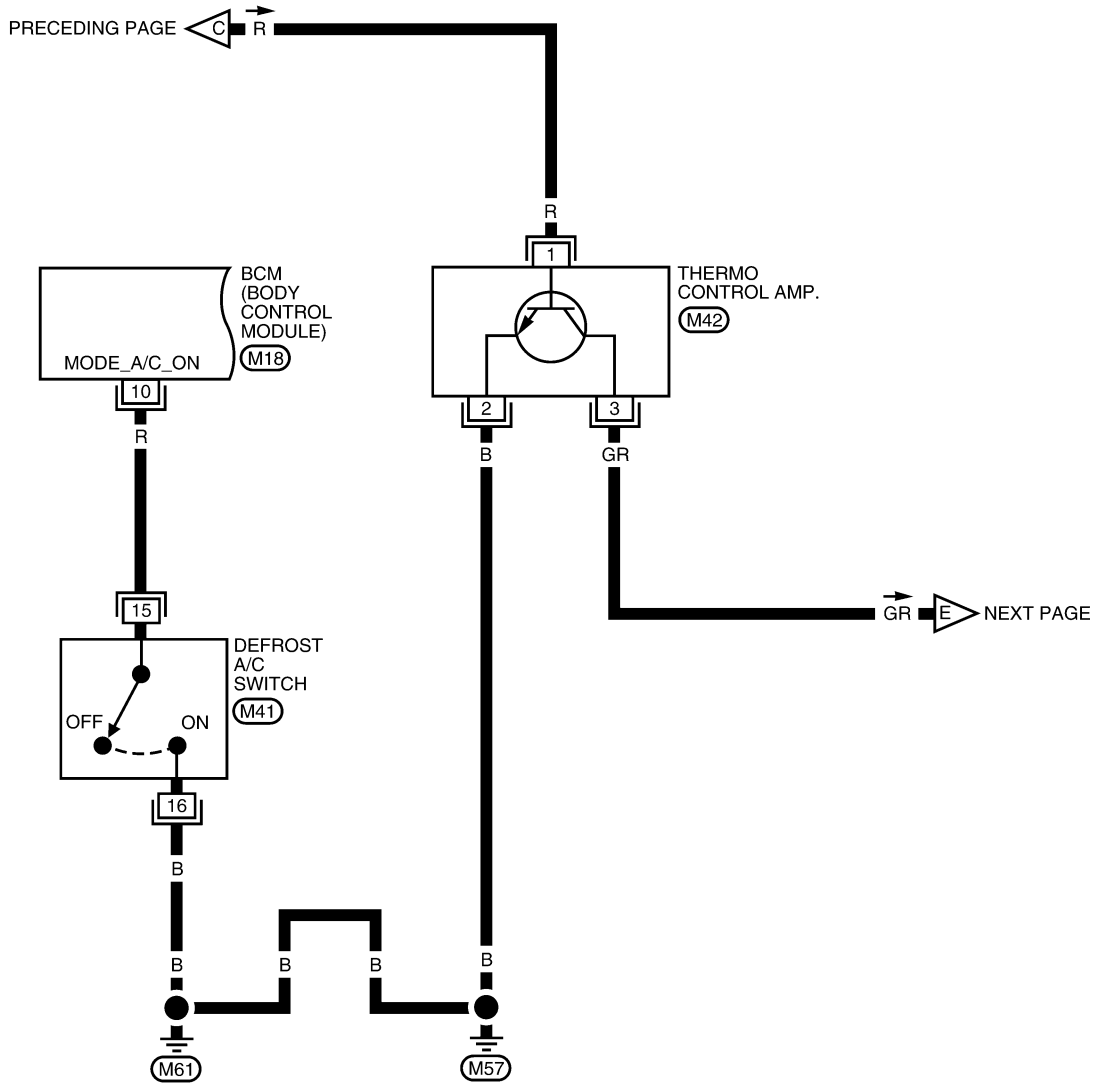 PRECEDING PAGE
C
R
R
1
THERMO
CONTROL AMP.
M42
BCM
(BODY
CONTROL
MODULE)
M18
MODE_A/C_ON
10
R
2
3
B
GR
15
GR
E
NEXT PAGE
DEFROST
A/C
SWITCH
M41
OFF
ON
16
B
B
B
B
B
M61
M57